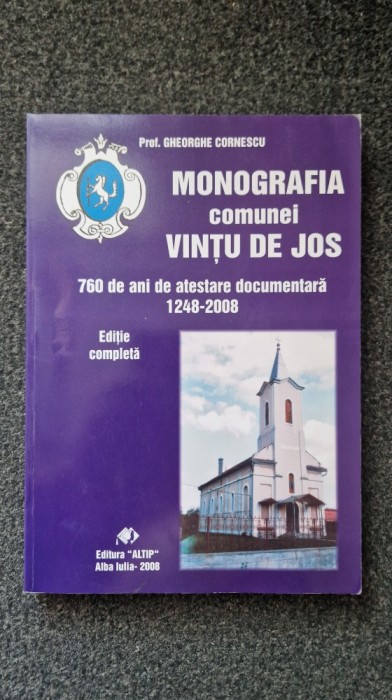 Prof. GHEORGHE CORNESCU
MONOGRAFIA
comunei
VINȚU DE JOS
760 de ani de atestare documentară
1248-2008
Ediție
completă
Editura "ALTIP"
Alba Iulia- 2008